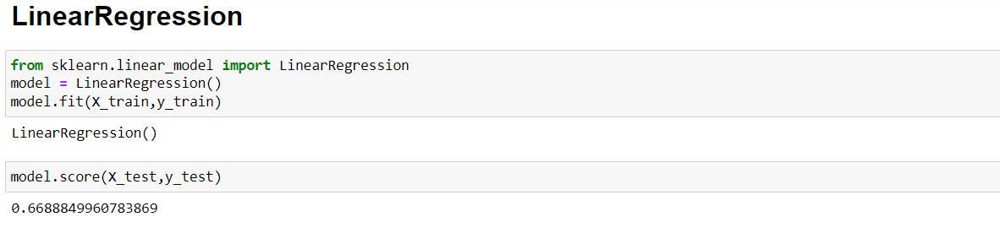 LinearRegression
from sklearn.linear_model import LinearRegression
model = LinearRegression()
model.fit(X_train,y_train)
LinearRegression()
model.score(X_test,y_test)
0.6688849960783869